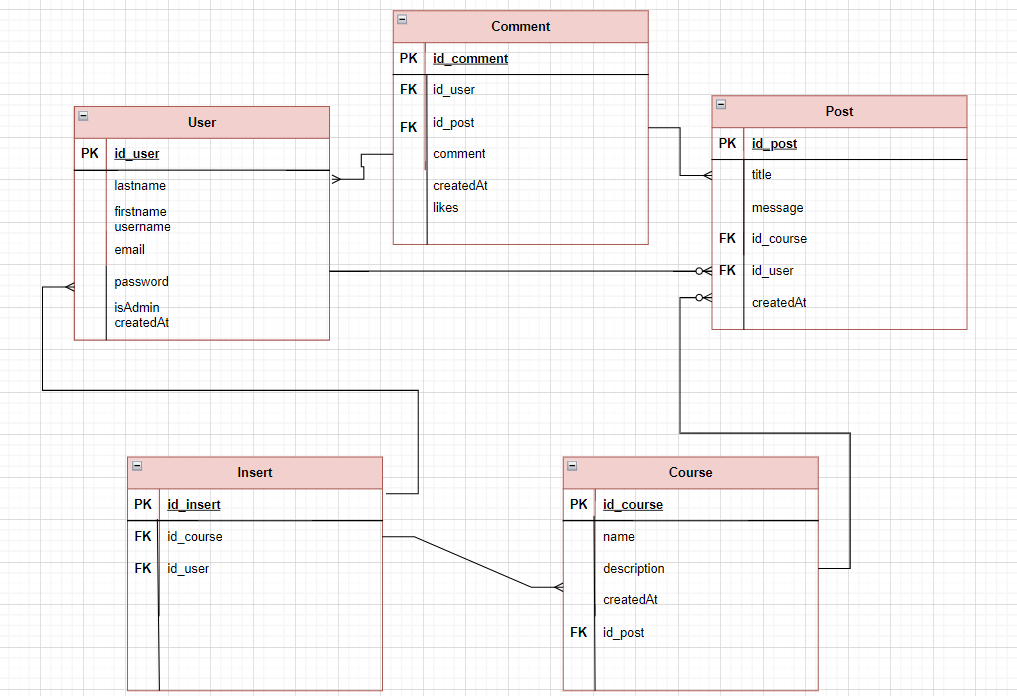 Comment
PK id_comment
FK id_user
FK id_post
comment
createdAt
likes
User
PK id_user
lastname
firstname
username
email
password
isAdmin
createdAt
Post
PK id_post
title
message
FK id_course
FK id_user
createdAt
Insert
PK id_insert
FK id_course
FK id_user
Course
PK id_course
name
description
createdAt
FK id_post